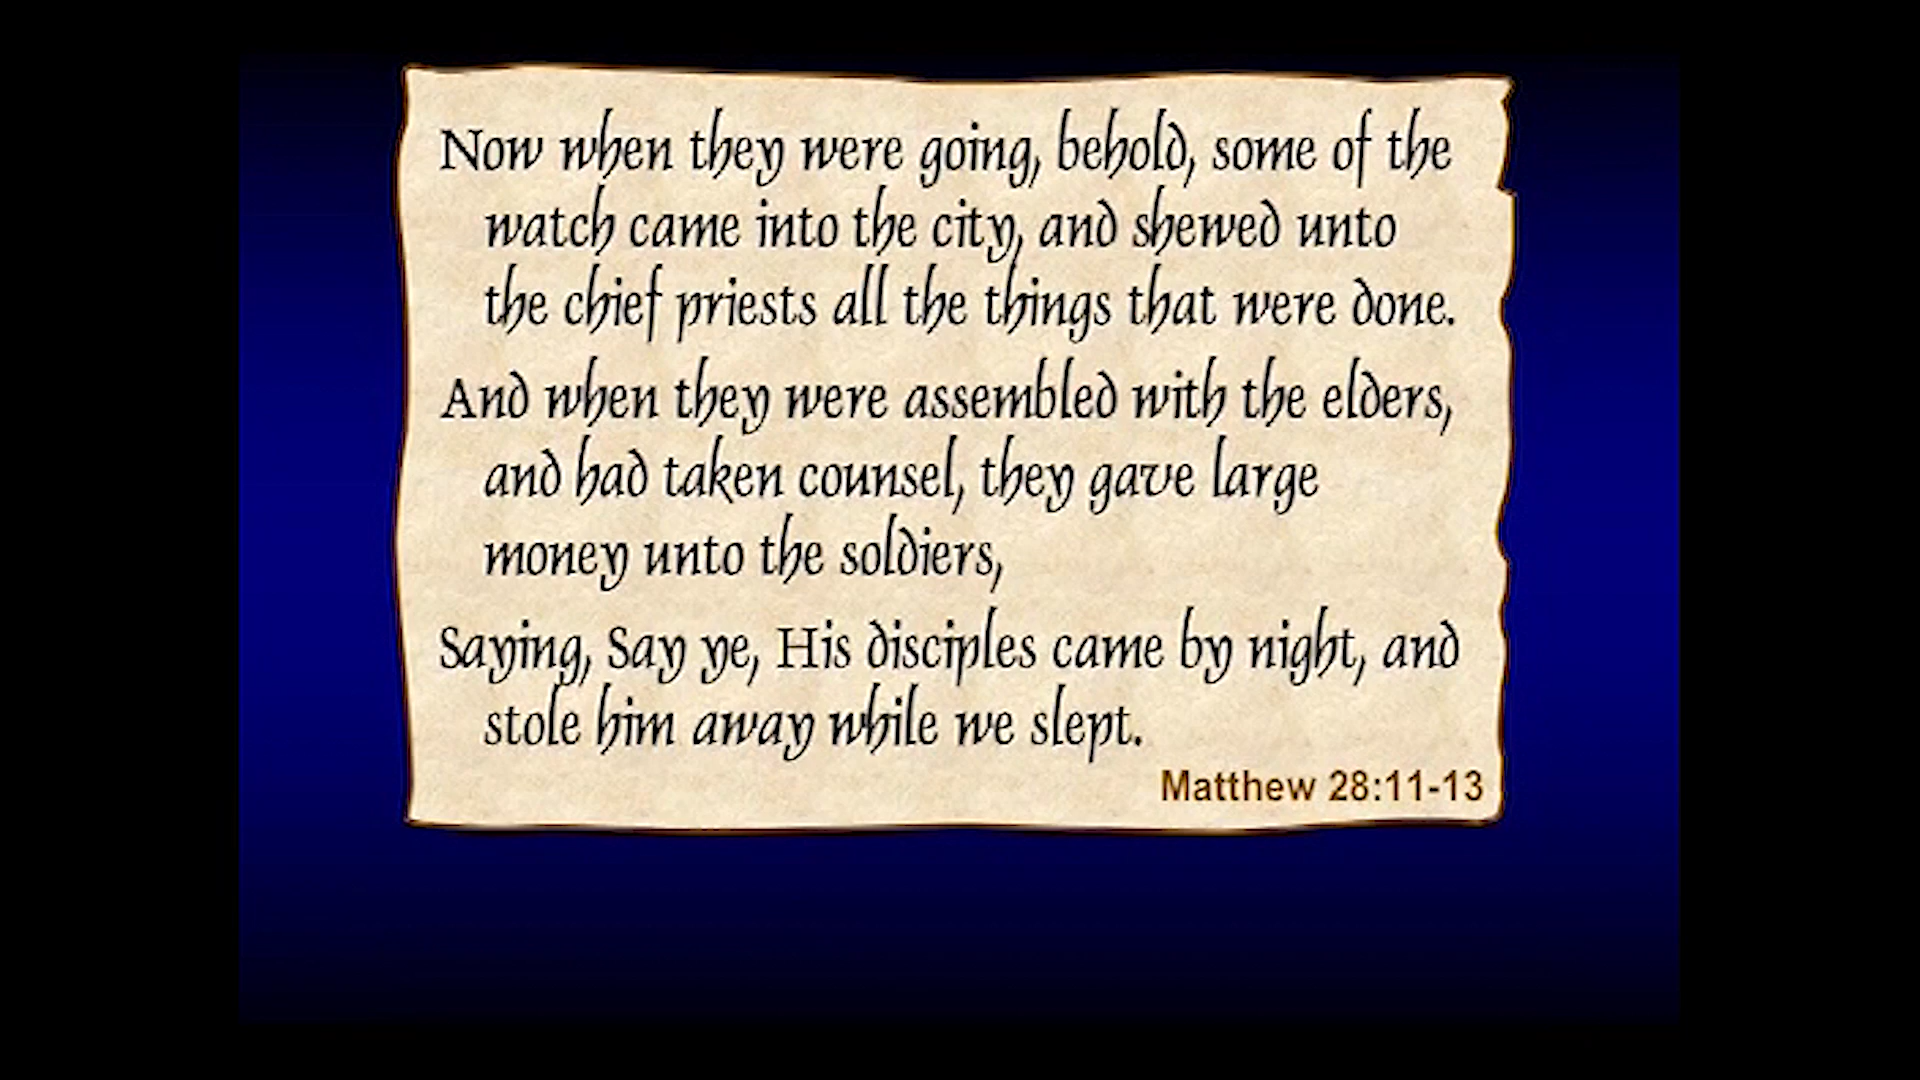 Now when they were going, behold, some of the
watch came into the city, and shewed unto
the chief priests all the things that were done.
And when they were assembled with the elders,
and had taken counsel, they gave large
money unto the soldiers,
Saying, Say ye, His disciples came by night, and
stole him away while we slept.
Matthew 28:11-13